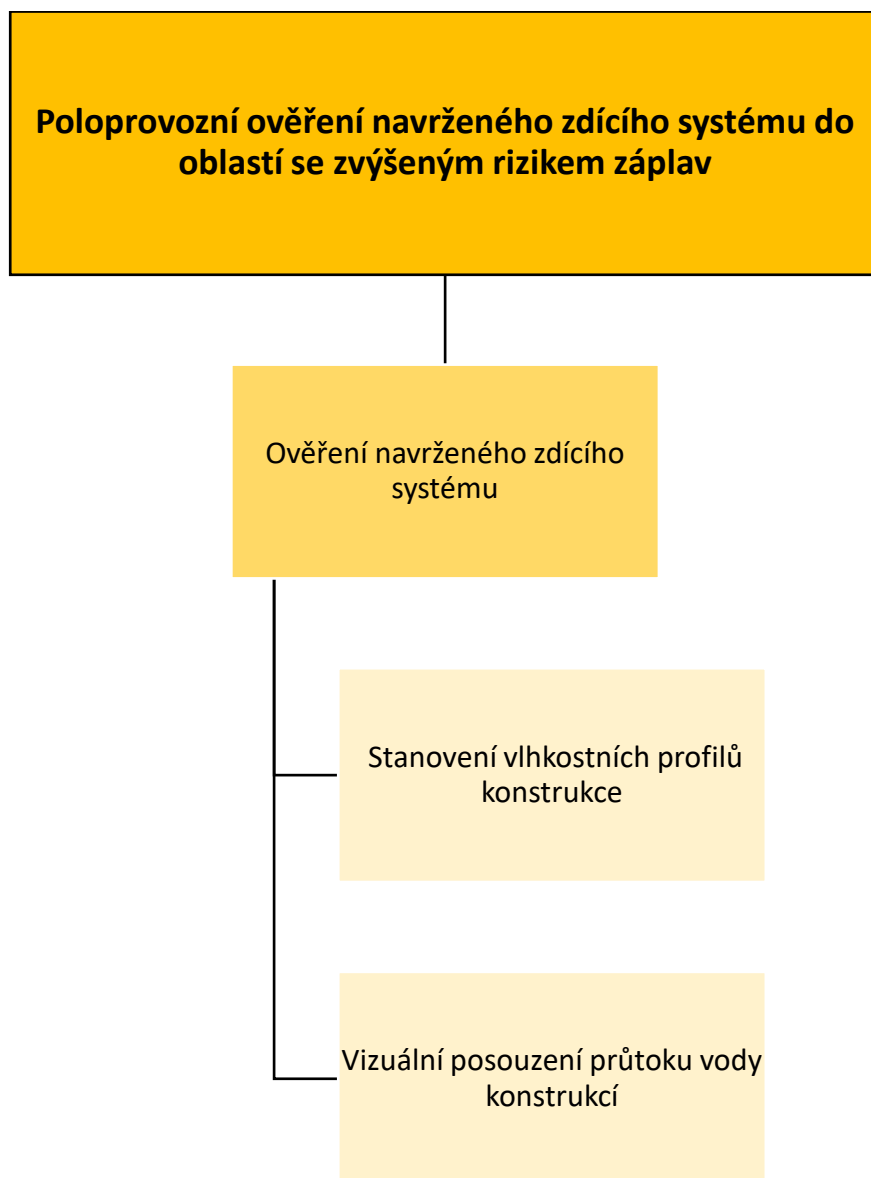 Poloprovozní ověření navrženého zdícího systému do
oblastí se zvýšeným rizikem záplav
Ověření navrženého zdícího
systému
Stanovení vlhkostních profilů
konstrukce
Vizuální posouzení průtoku vody
konstrukcí